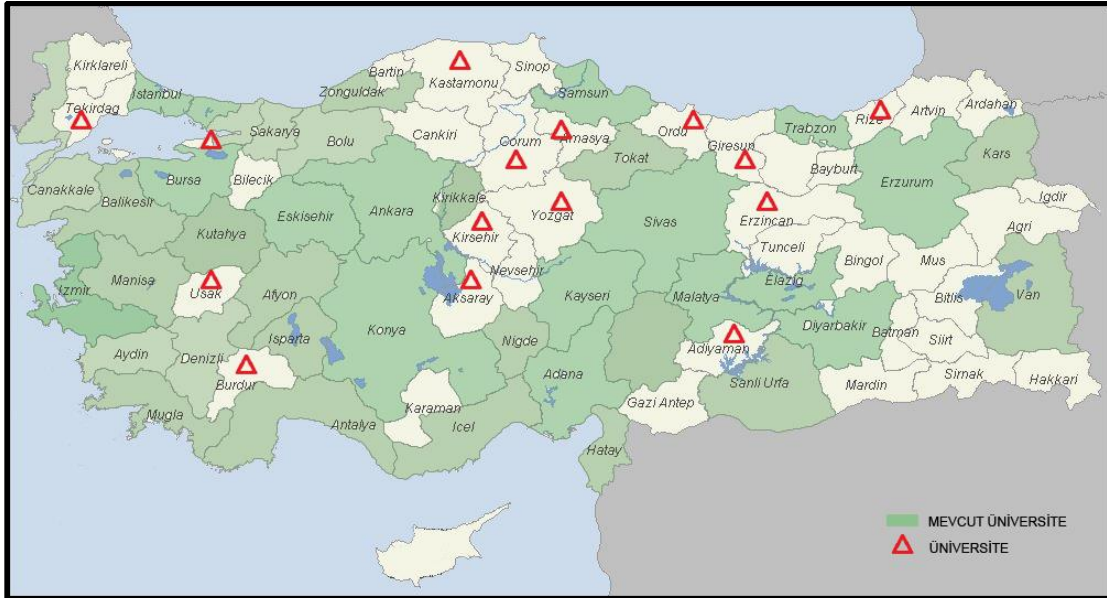 Kirklareli
Tekirdag
Istanbul
Zonguldak
Bartin
Kastamonu
Sinop
Samsun
Sakarya
Bolu
Cankiri
Corum
Amasya
Ordu
Giresun
Trabzon
Rize
Artvin
Ardahan
Kars
Canakkale
Balikesir
Bursa
Bilecik
Eskisehir
Ankara
Kirikkale
Yozgat
Tokat
Sivas
Erzincan
Bayburt
Erzurum
Igdir
Agri
Kutahya
Kirsehir
Nevsehir
Tunceli
Bingol
Mus
Izmir
Manisa
Usak
Afyon
Aksaray
Kayseri
Malatya
Elazig
Bitlis
Van
Konya
Isparta
Nigde
Diyarbakir
Batman
Siirt
Aydin
Denizli
Burdur
Adiyaman
Adana
Sanli Urfa
Mardin
Sirnak
Hakkari
Mugla
Antalya
Karaman
Icel
Gazi Antep
Hatay
MEVCUT ÜNİVERSİTE
ÜNİVERSİTE